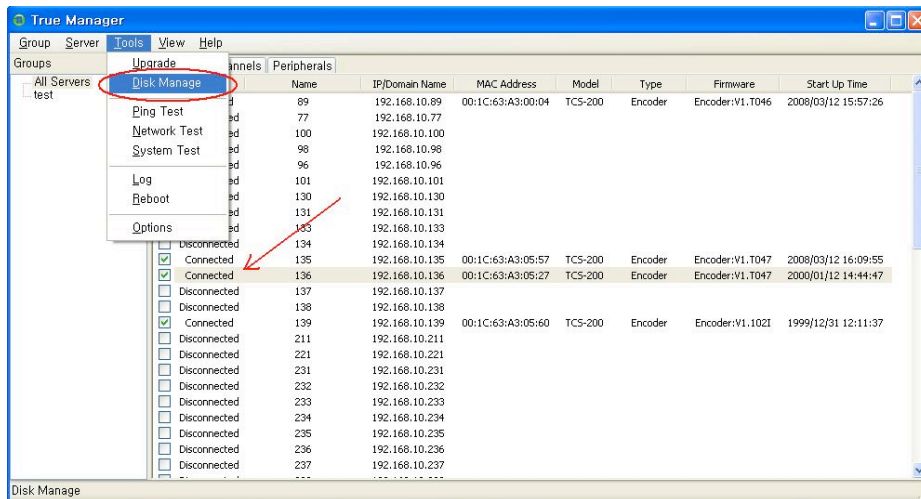 True Manager
Group Server Tools View Help
Groups Upgrade nnels Peripherals
All Servers Disk Manage Name IP/Domain Name MAC Address Model Type Firmware Start Up Time
test d 89 192.168.10.89 00:1C:63:A3:00:04 TCS-200 Encoder Encoder:V1.T046 2008/03/12 15:57:26
Ping Test ed 77 192.168.10.77
Network Test ed 100 192.168.10.100
System Test ed 98 192.168.10.98
ed 96 192.168.10.96
Log ed 101 192.168.10.101
Reboot ed 130 192.168.10.130
ed 131 192.168.10.131
Options ed 133 192.168.10.133
Disconnected 134 192.168.10.134
Connected 135 192.168.10.135 00:1C:63:A3:05:57 TCS-200 Encoder Encoder:V1.T047 2008/03/12 16:09:55
Connected 136 192.168.10.136 00:1C:63:A3:05:27 TCS-200 Encoder Encoder:V1.T047 2000/01/12 14:44:47
Disconnected 137 192.168.10.137
Disconnected 138 192.168.10.138
Connected 139 192.168.10.139 00:1C:63:A3:05:60 TCS-200 Encoder Encoder:V1.102I 1999/12/31 12:11:37
Disconnected 211 192.168.10.211
Disconnected 221 192.168.10.221
Disconnected 231 192.168.10.231
Disconnected 232 192.168.10.232
Disconnected 233 192.168.10.233
Disconnected 234 192.168.10.234
Disconnected 235 192.168.10.235
Disconnected 236 192.168.10.236
Disconnected 237 192.168.10.237
Disk Manage